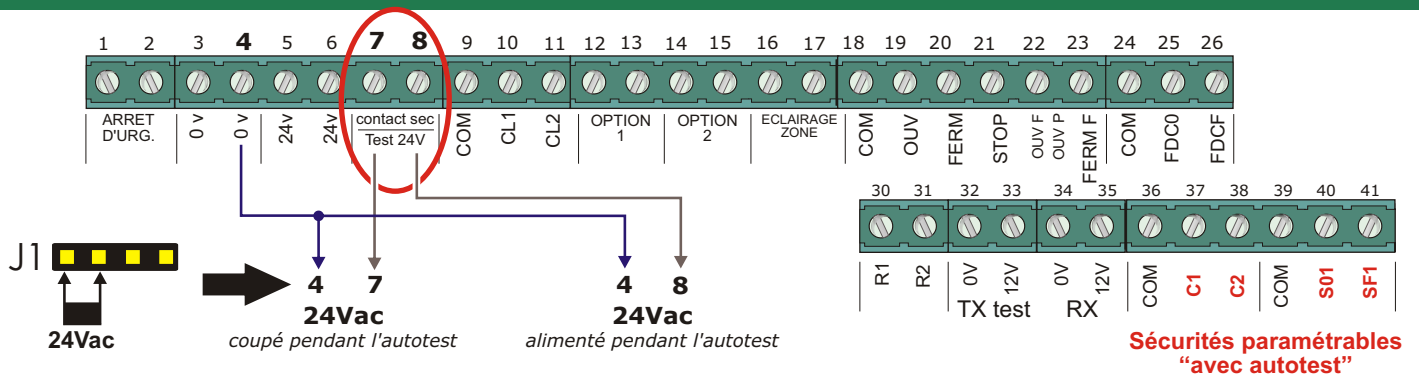 1 2 3 4 5 6 7 8 9 10 11 12 13 14 15 16 17 18 19 20 21 22 23 24 25 26
ARRET D'URG.
0 v
0 v
24v
24v
contact sec
Test 24V
COM
CL1
CL2
OPTION 1
OPTION 2
ECLAIRAGE ZONE
COM
OUV
FERM
STOP
OUV F
OUV P
FERM F
COM
FDC0
FDCF
30 31 32 33 34 35 36 37 38 39 40 41
R1
R2
0V
12V
0V
12V
COM
C1
C2
COM
S01
SF1
TX test RX
J1
24Vac
4 7
24Vac
coupé pendant l'autotest
4 8
24Vac
alimenté pendant l'autotest
Sécurités paramétrables
“avec autotest”